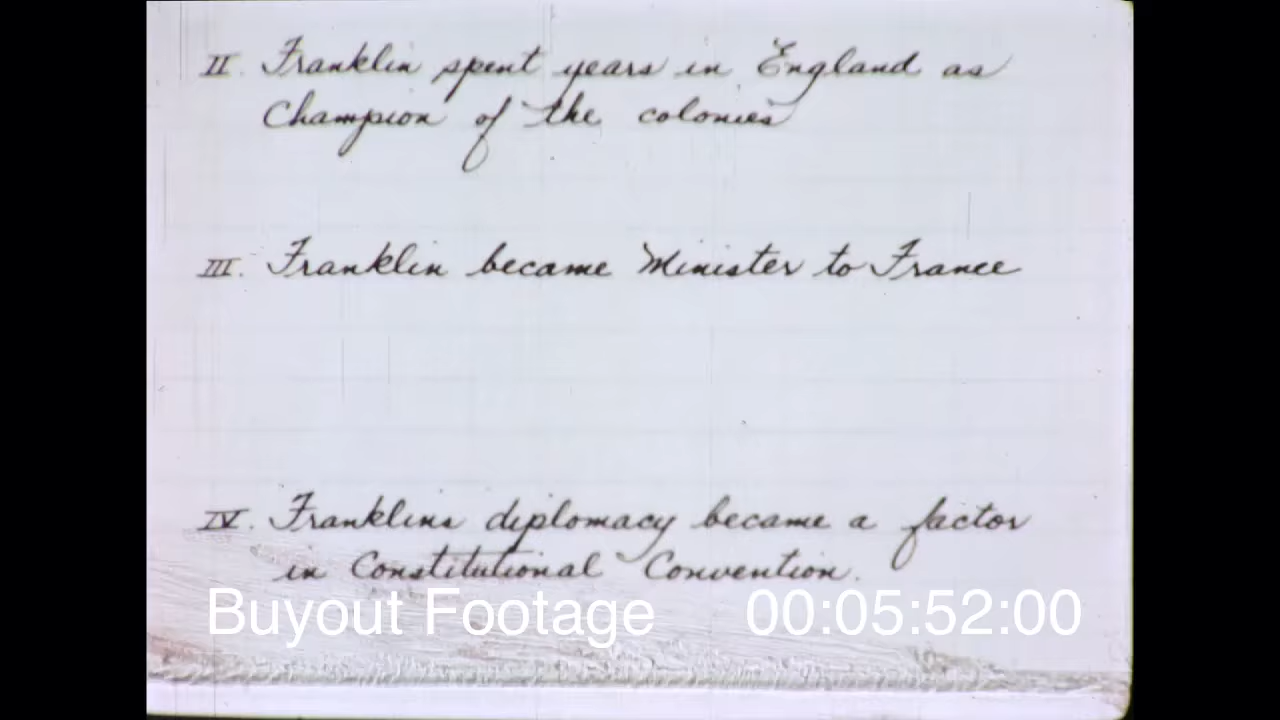 II. Franklin spent years in England as
Champion of the colonies
III. Franklin became Minister to France
IV. Franklins diplomacy became a factor
in Constitutional Convention.
Buyout Footage 00:05:52:00